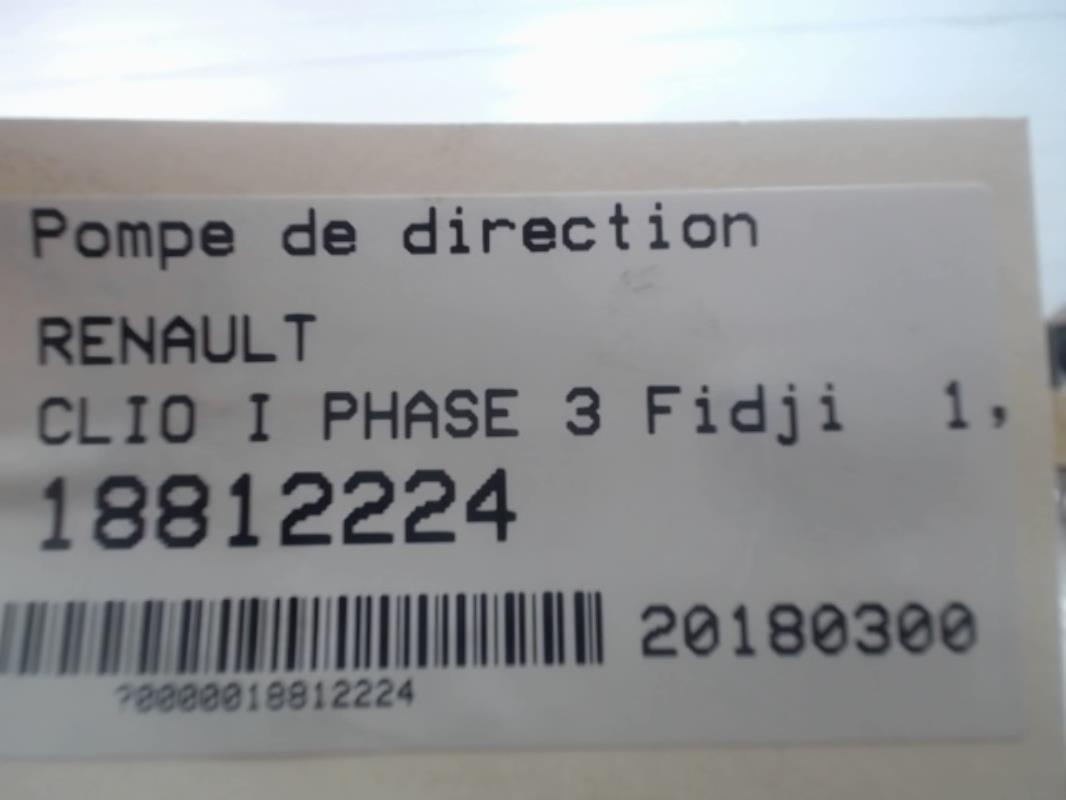 Pompe de direction
RENAULT
CLIO I PHASE 3 Fidji 1,
18812224
20180300
?0000018812224